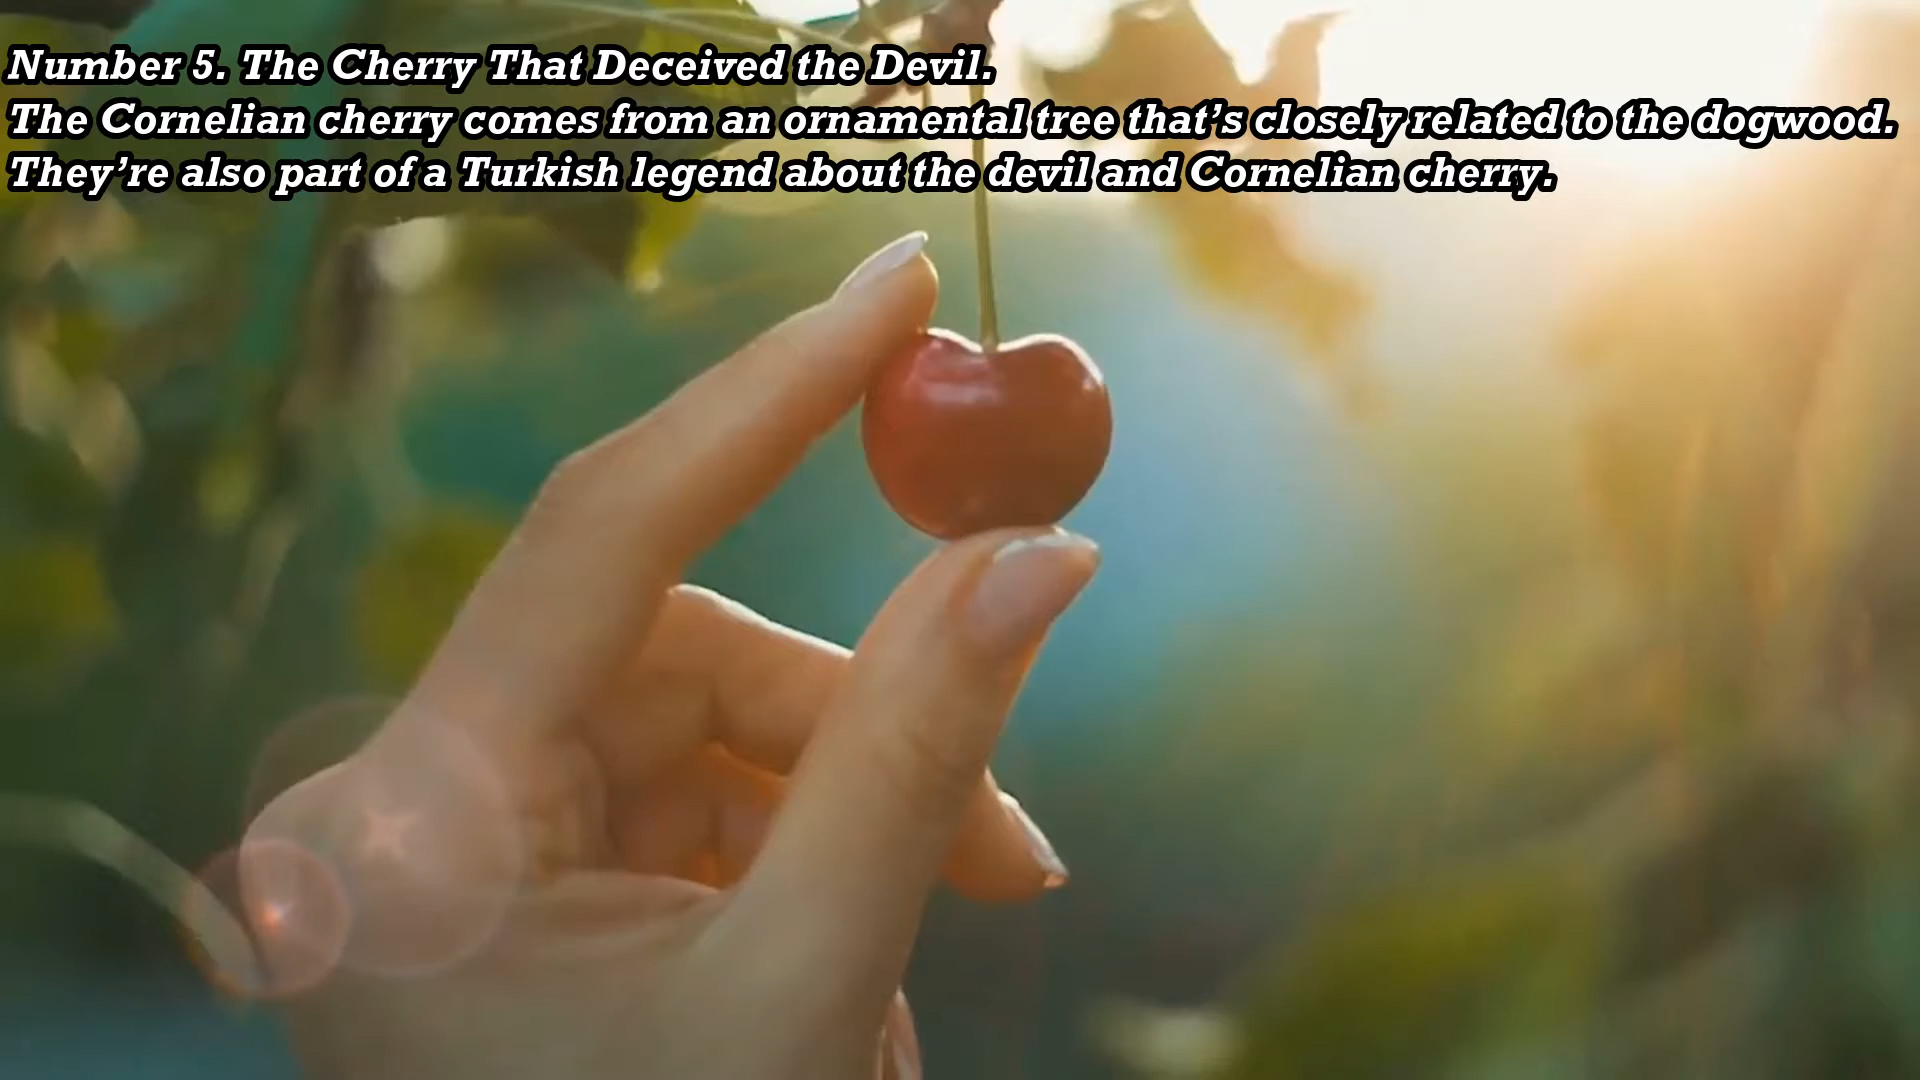 Number 5. The Cherry That Deceived the Devil.
The Cornelian cherry comes from an ornamental tree that’s closely related to the dogwood.
They’re also part of a Turkish legend about the devil and Cornelian cherry.